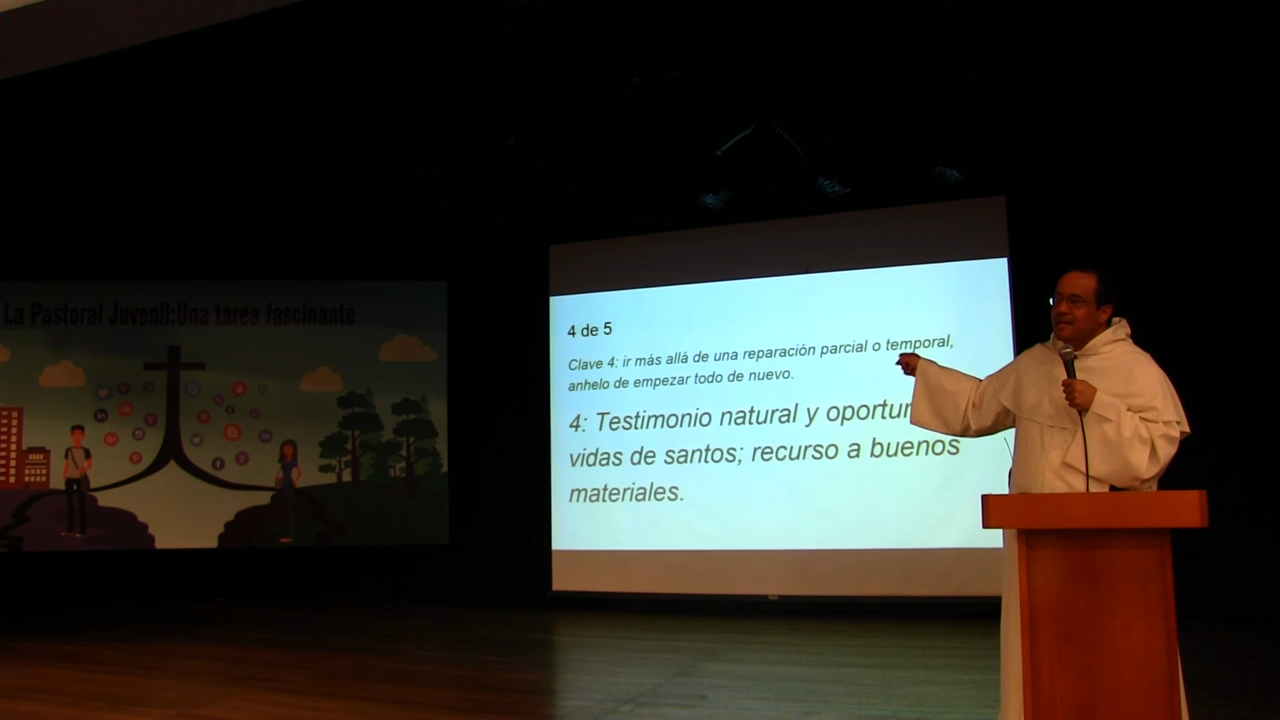 La Pastoral Juvenil:Una tarea fascinante
4 de 5
Clave 4: ir más allá de una reparación parcial o temporal,
anhelo de empezar todo de nuevo.
4: Testimonio natural y
vidas de santos; recurso a buenos
materiales.